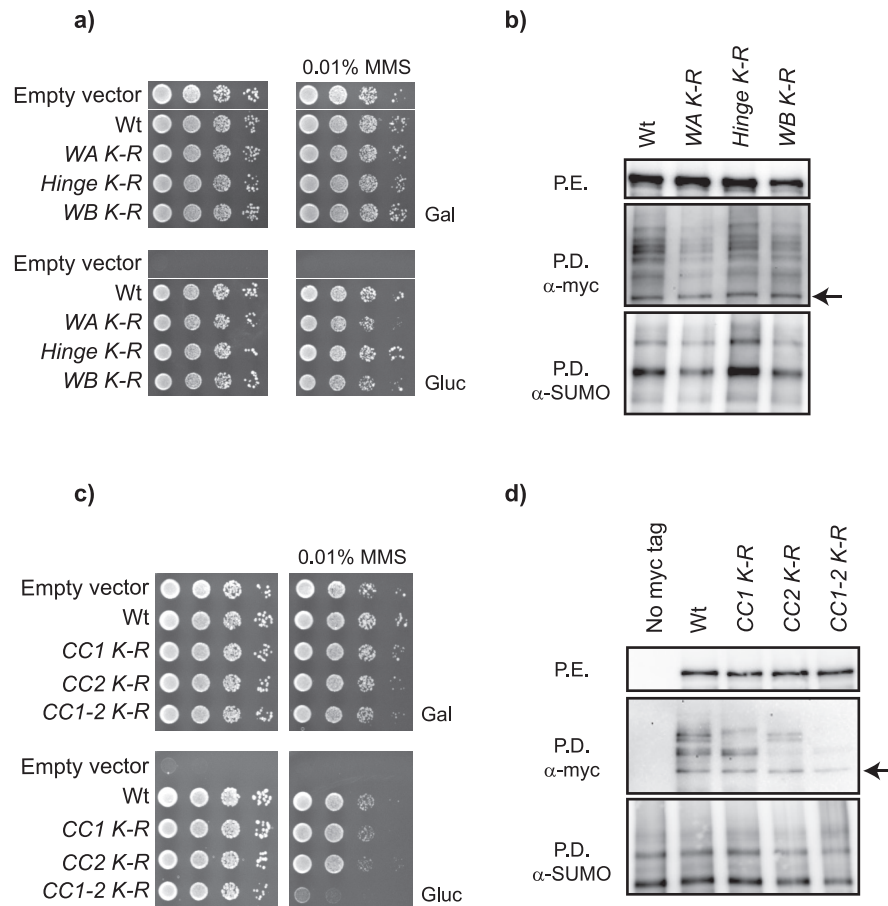 a)
0.01% MMS
Empty vector
Wt
WA K-R
Hinge K-R
WB K-R
Gal
Empty vector
Wt
WA K-R
Hinge K-R
WB K-R
Gluc
b)
Wt
WA K-R
Hinge K-R
WB K-R
P.E.
P.D.
α-myc
P.D.
α-SUMO
c)
0.01% MMS
Empty vector
Wt
CC1 K-R
CC2 K-R
CC1-2 K-R
Gal
Empty vector
Wt
CC1 K-R
CC2 K-R
CC1-2 K-R
Gluc
d)
No myc tag
Wt
CC1 K-R
CC2 K-R
CC1-2 K-R
P.E.
P.D.
α-myc
P.D.
α-SUMO